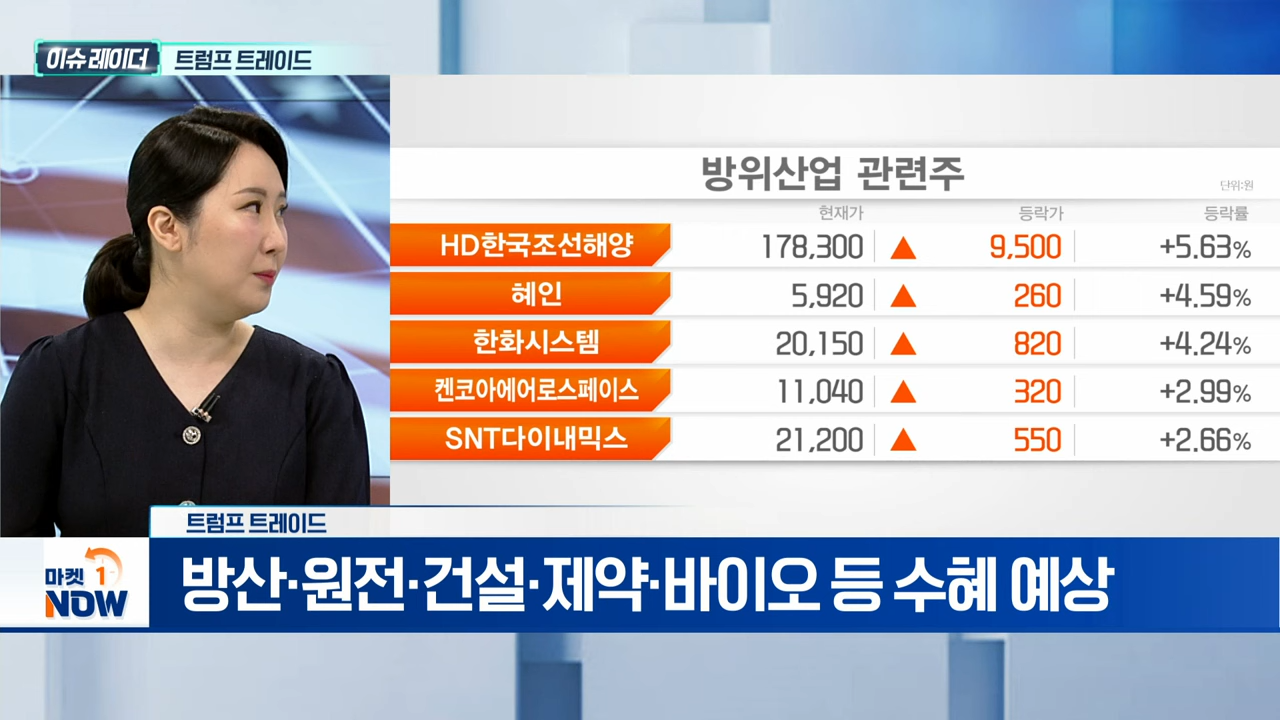 이슈 레이더 트럼프 트레이드
방위산업 관련주
단위:원
현재가 등락가 등락률
HD한국조선해양 178,300 ▲ 9,500 +5.63%
혜인 5,920 ▲ 260 +4.59%
한화시스템 20,150 ▲ 820 +4.24%
켄코아에어로스페이스 11,040 ▲ 320 +2.99%
SNT다이내믹스 21,200 ▲ 550 +2.66%
트럼프 트레이드
마켓 1
NOW
방산·원전·건설·제약·바이오 등 수혜 예상